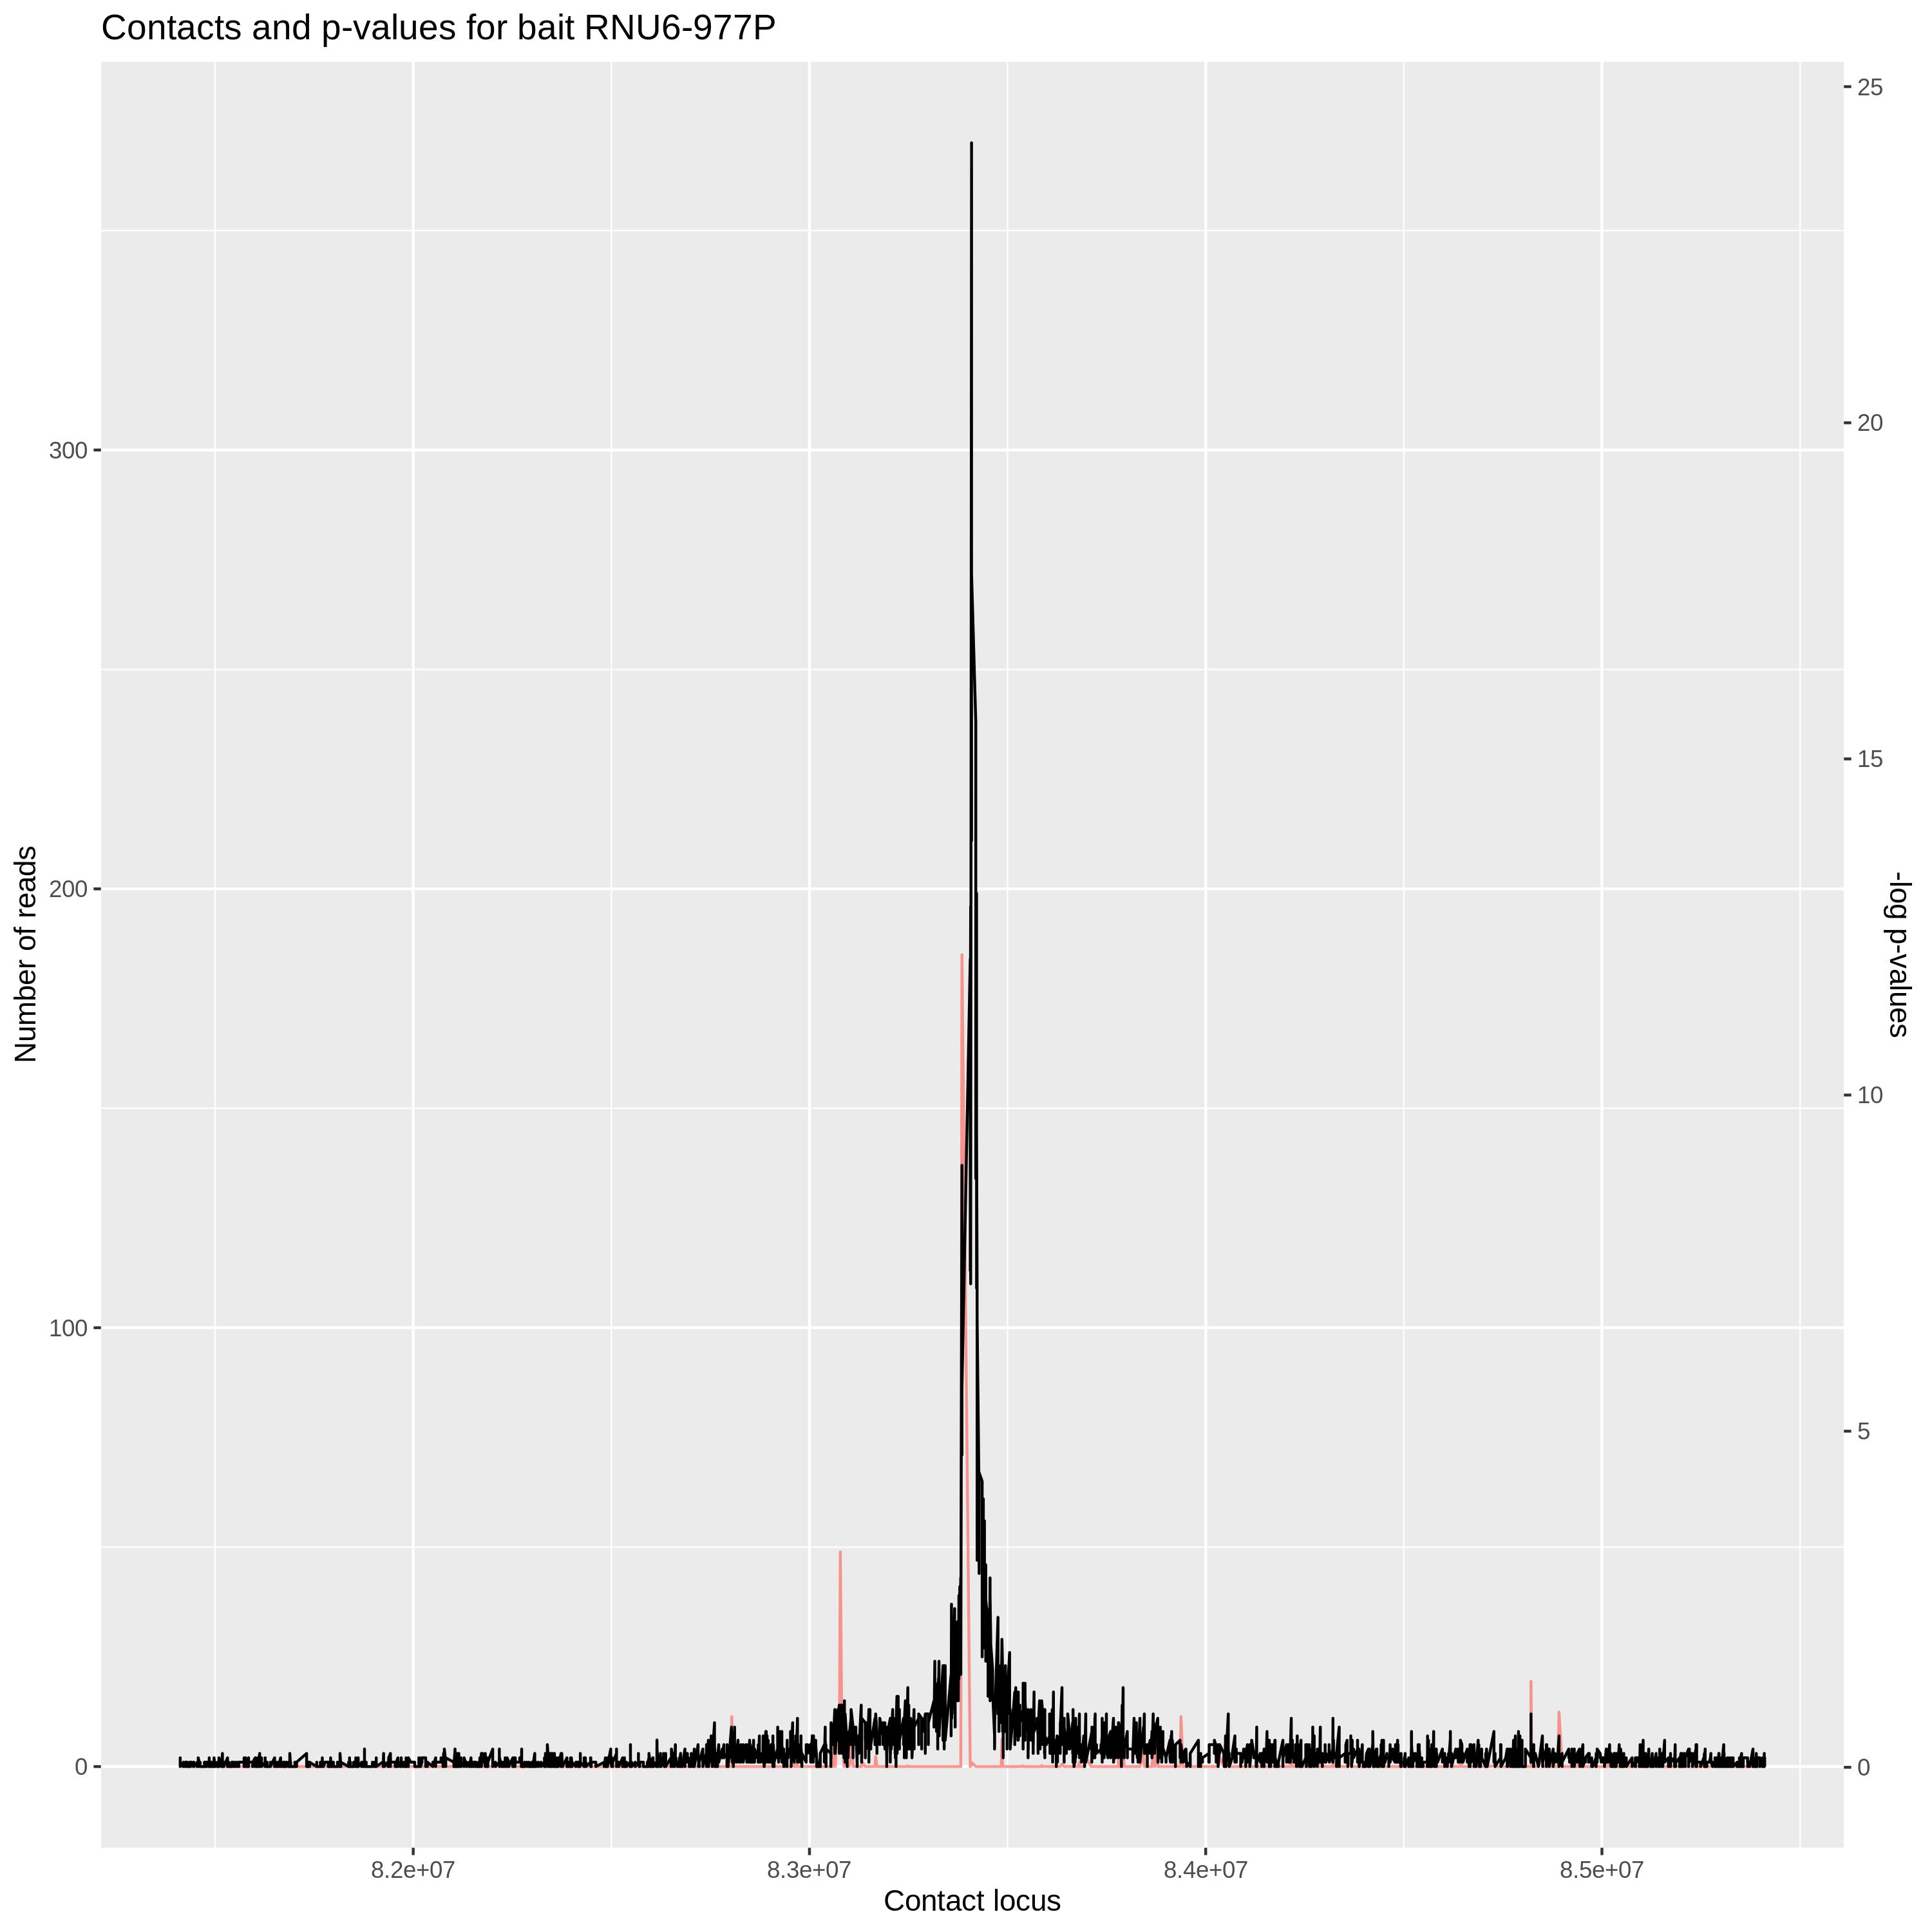 Contacts and p-values for bait RNU6-977P
25
20
15
10
5
0
-log p-values
300
200
100
0
Number of reads
8.2e+07
8.3e+07
8.4e+07
8.5e+07
Contact locus